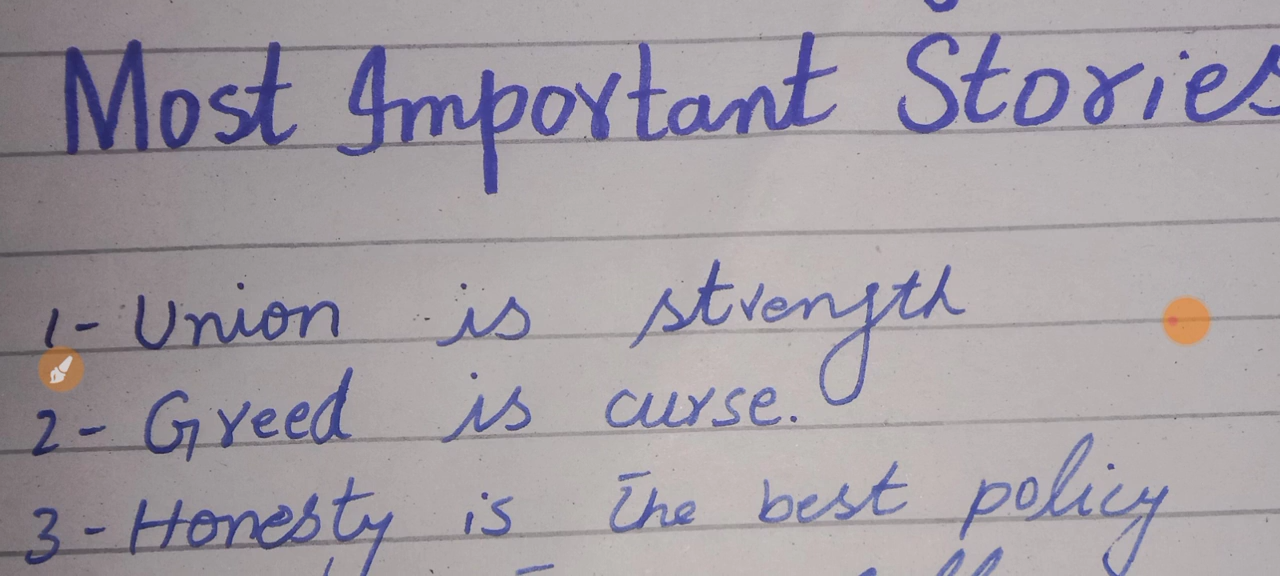 Most Important Stories
1- Union is strength
2- Greed is curse.
3- Honesty is the best policy